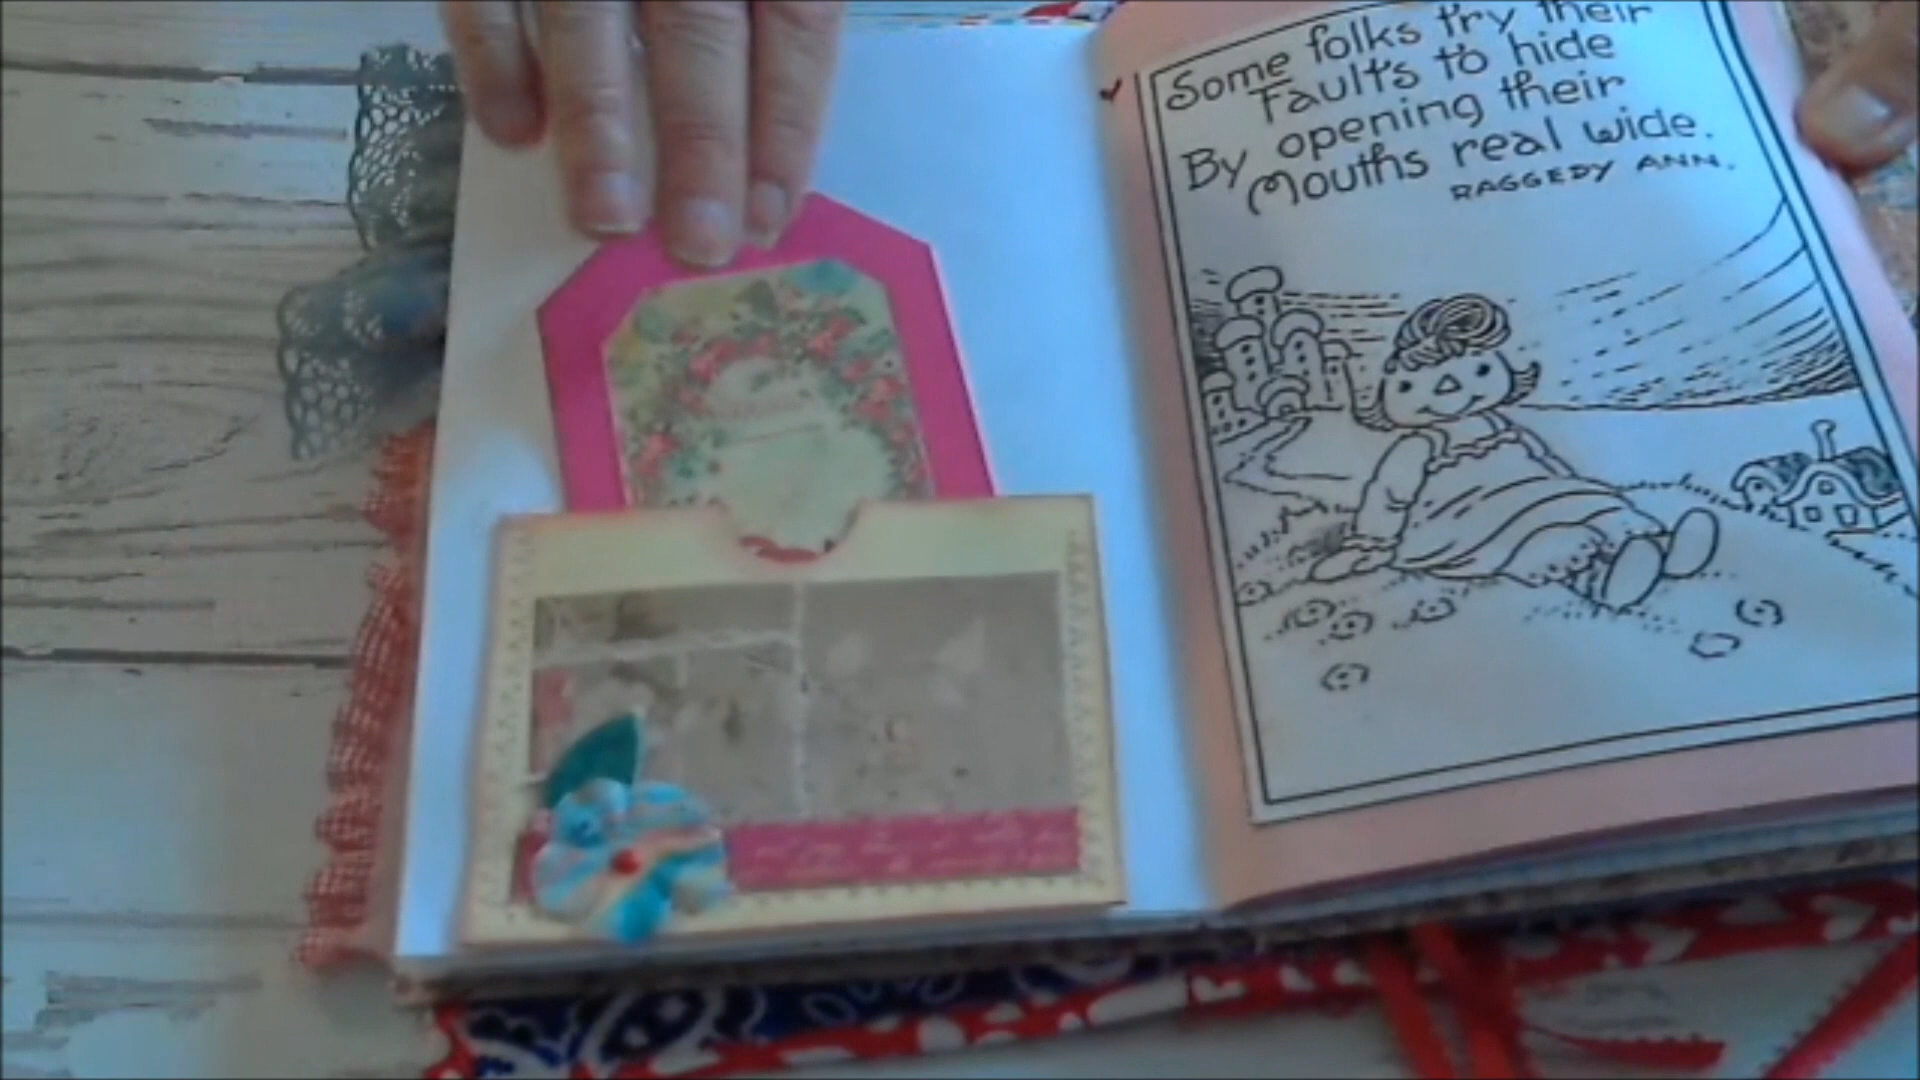 Some folks try their
Faults to hide
By opening their
Mouths real wide.
RAGGEDY ANN.